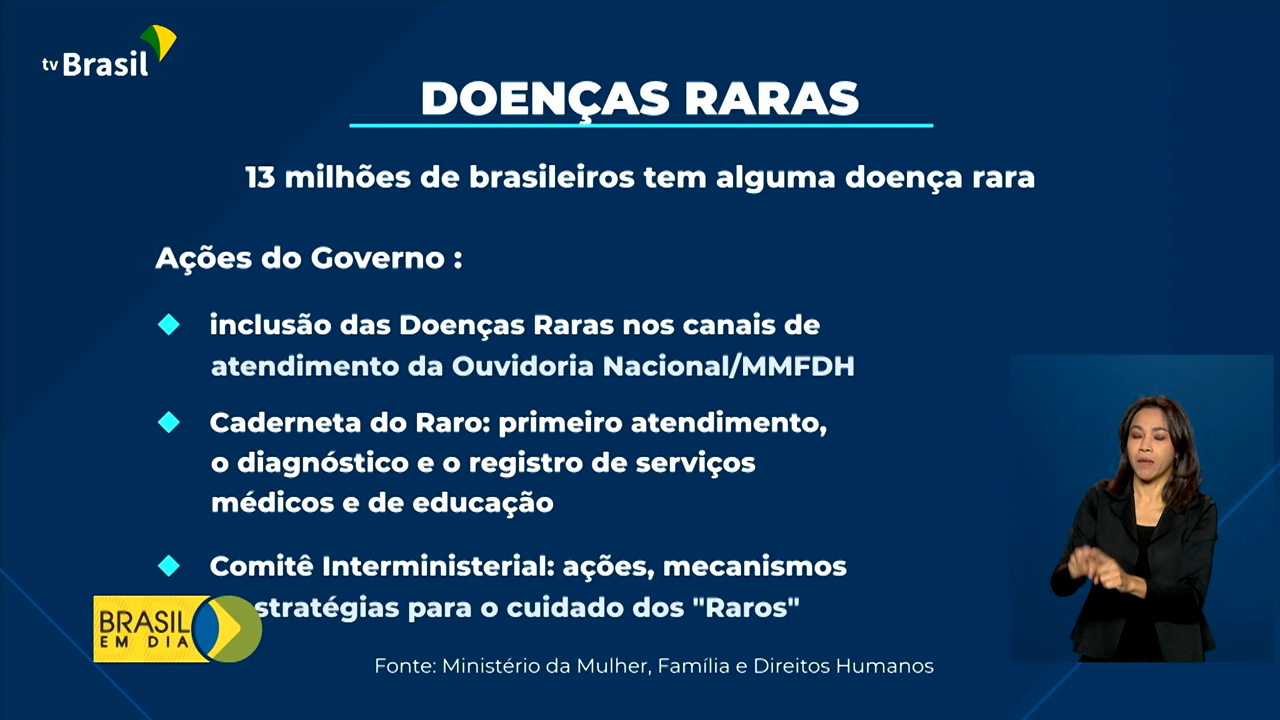 tv Brasil
DOENÇAS RARAS
13 milhões de brasileiros tem alguma doença rara
Ações do Governo :
inclusão das Doenças Raras nos canais de
atendimento da Ouvidoria Nacional/MMFDH
Caderneta do Raro: primeiro atendimento,
o diagnóstico e o registro de serviços
médicos e de educação
Comitê Interministerial: ações, mecanismos
para o cuidado dos "Raros"
BRASIL
EM DIA
Fonte: Ministério da Mulher, Família e Direitos Humanos